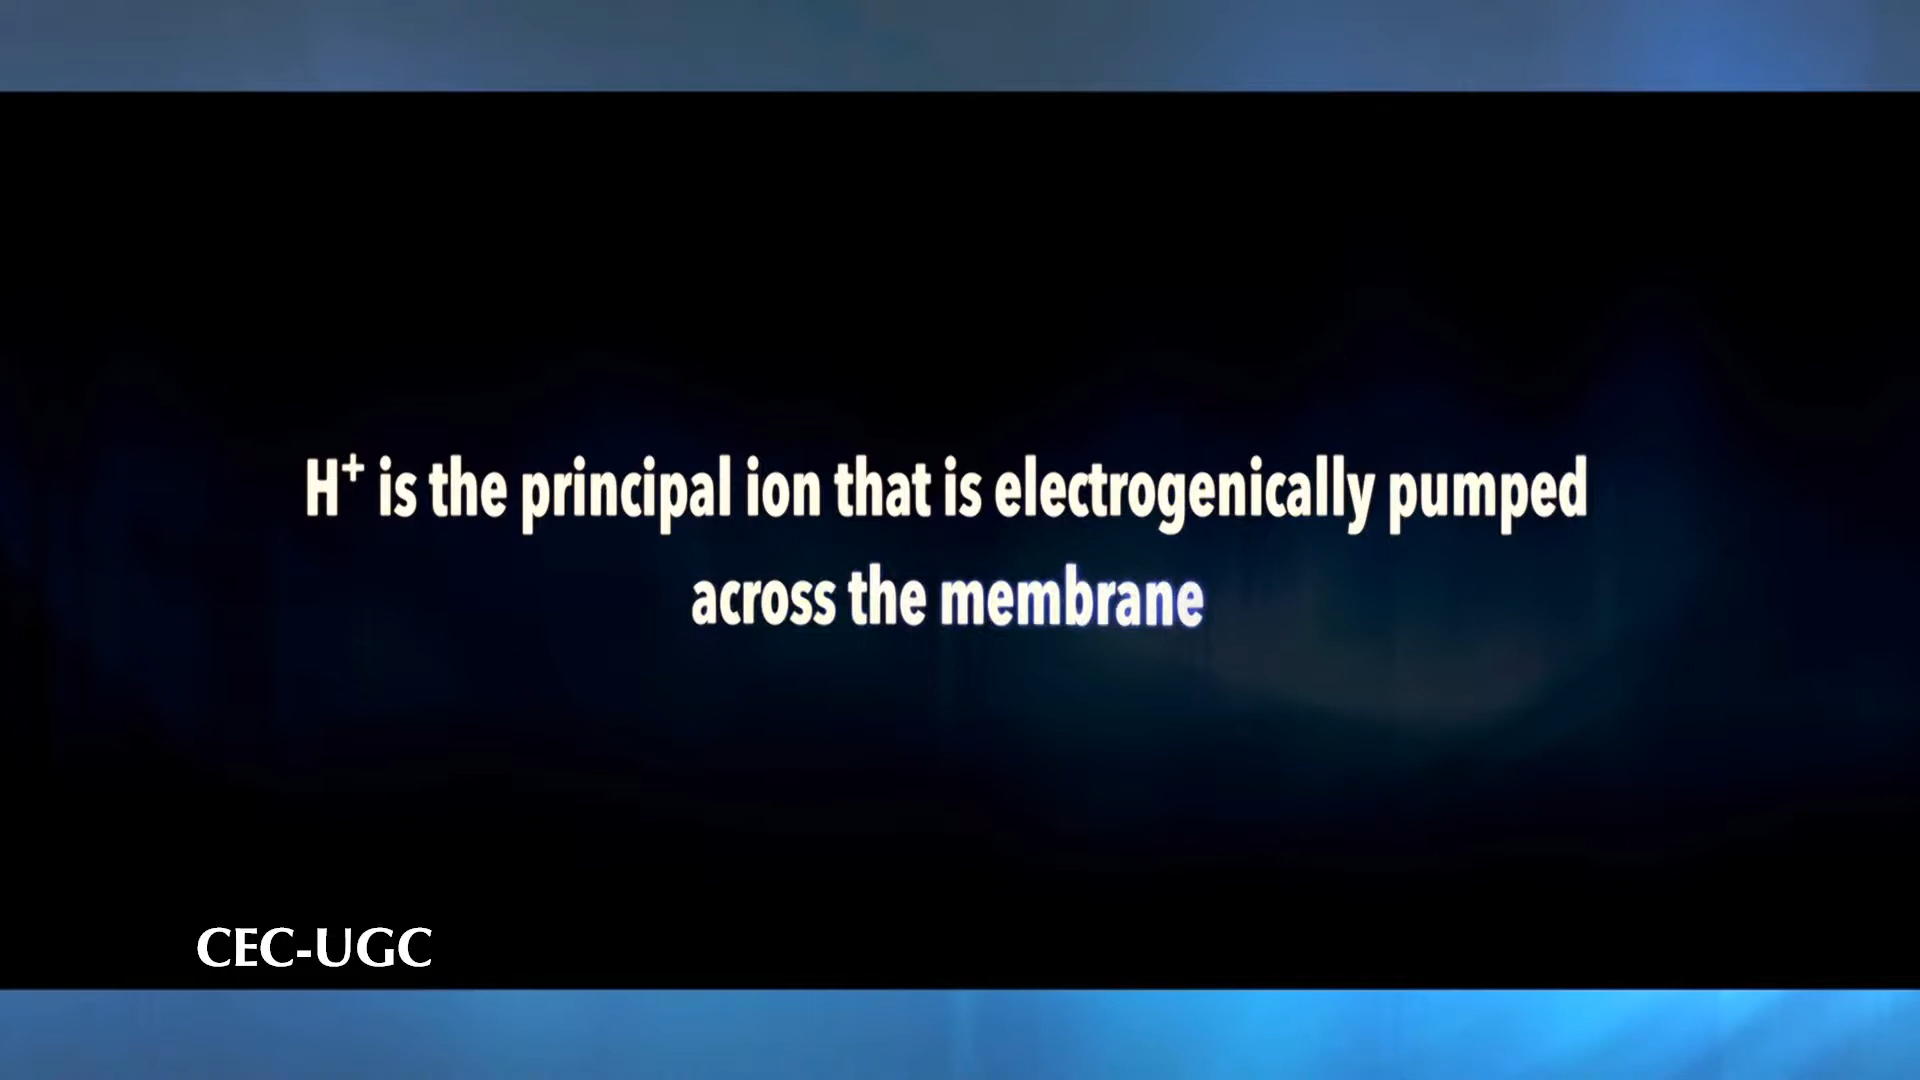 H⁺ is the principal ion that is electrogenically pumped
across the membrane
CEC-UGC